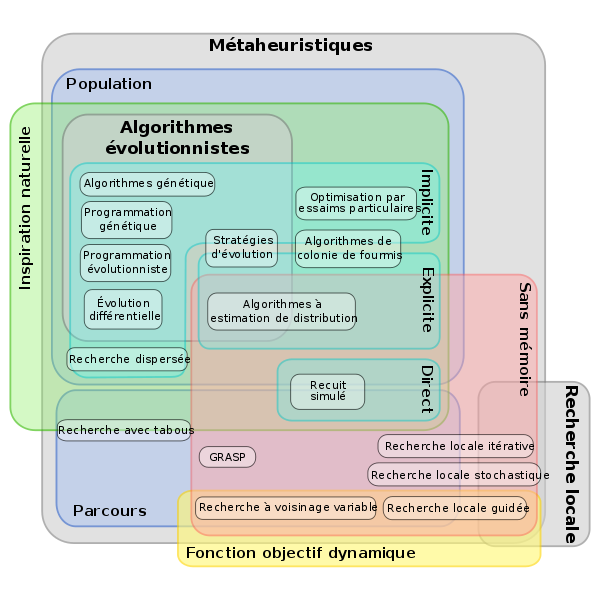 Métaheuristiques
Population
Inspiration naturelle
Algorithmes
évolutionnistes
Implicite
Algorithmes génétique
Optimisation par
essaims particulaires
Programmation
génétique
Stratégies
d'évolution
Algorithmes de
colonie de fourmis
Programmation
évolutionniste
Explicite
Sans mémoire
Évolution
différentielle
Algorithmes à
estimation de distribution
Recherche dispersée
Direct
Recuit
simulé
Recherche locale
Recherche avec tabous
Recherche locale itérative
GRASP
Recherche locale stochastique
Parcours
Recherche à voisinage variable
Recherche locale guidée
Fonction objectif dynamique